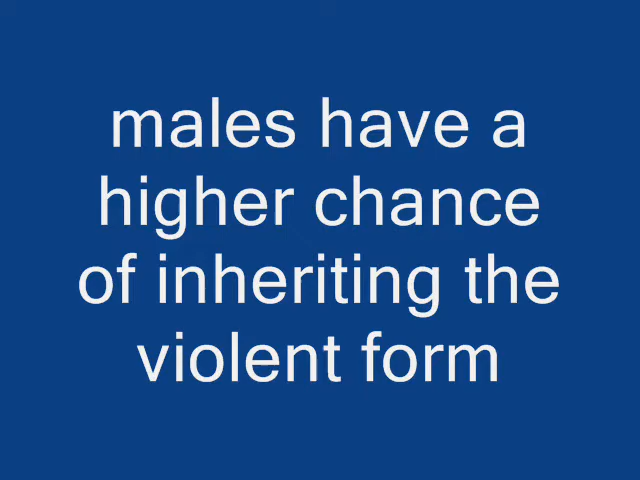 males have a
higher chance
of inheriting the
violent form